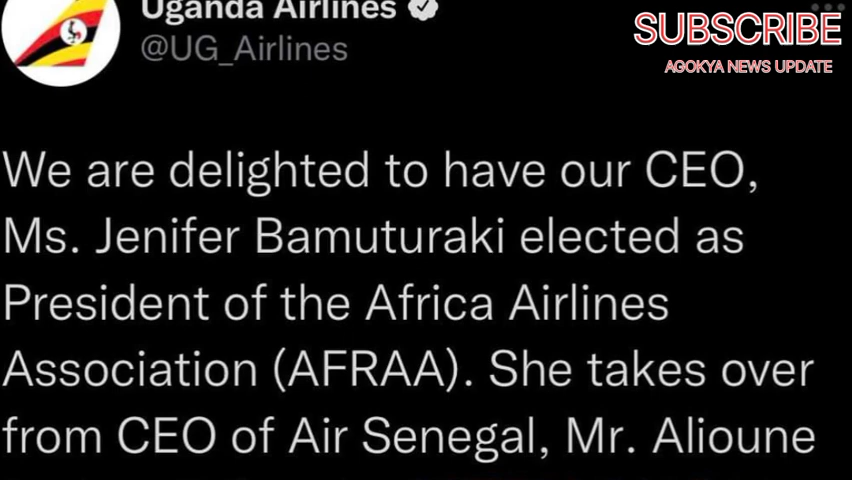 Uganda Airlines
@UG_Airlines
SUBSCRIBE
AGOKYA NEWS UPDATE
We are delighted to have our CEO,
Ms. Jenifer Bamuturaki elected as
President of the Africa Airlines
Association (AFRAA). She takes over
from CEO of Air Senegal, Mr. Alioune